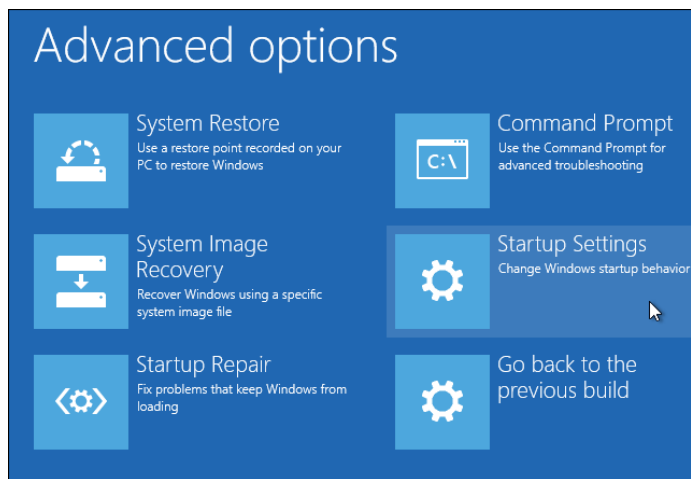 Advanced options
System Restore
Use a restore point recorded on your
PC to restore Windows
System Image
Recovery
Recover Windows using a specific
system image file
Startup Repair
Fix problems that keep Windows from
loading
C:\
Command Prompt
Use the Command Prompt for
advanced troubleshooting
Startup Settings
Change Windows startup behavior
Go back to the
previous build